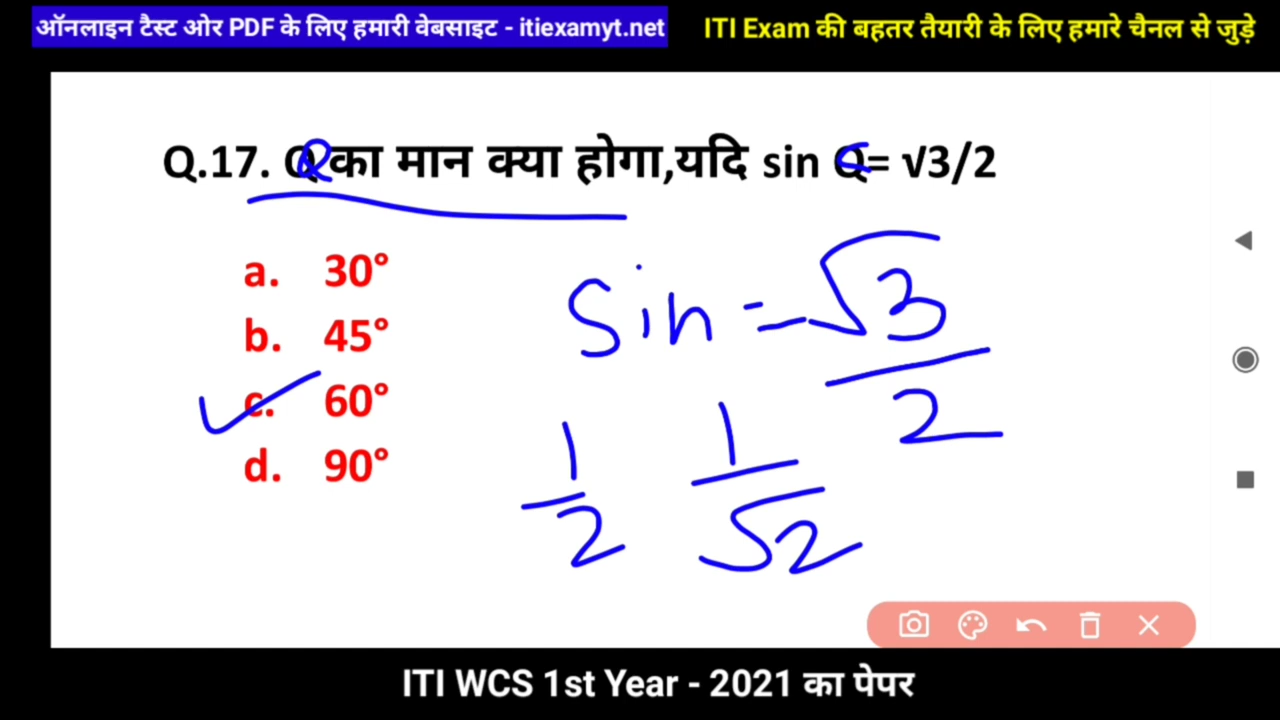 ऑनलाइन टैस्ट ओर PDF के लिए हमारी वेबसाइट - itiexamyt.net
ITI Exam की बहतर तैयारी के लिए हमारे चैनल से जुड़े
Q.17. Q का मान क्या होगा,यदि sin Q= √3/2
a. 30°
b. 45°
c. 60°
d. 90°
Sin = √3/2
1/2 1/√2
ITI WCS 1st Year - 2021 का पेपर